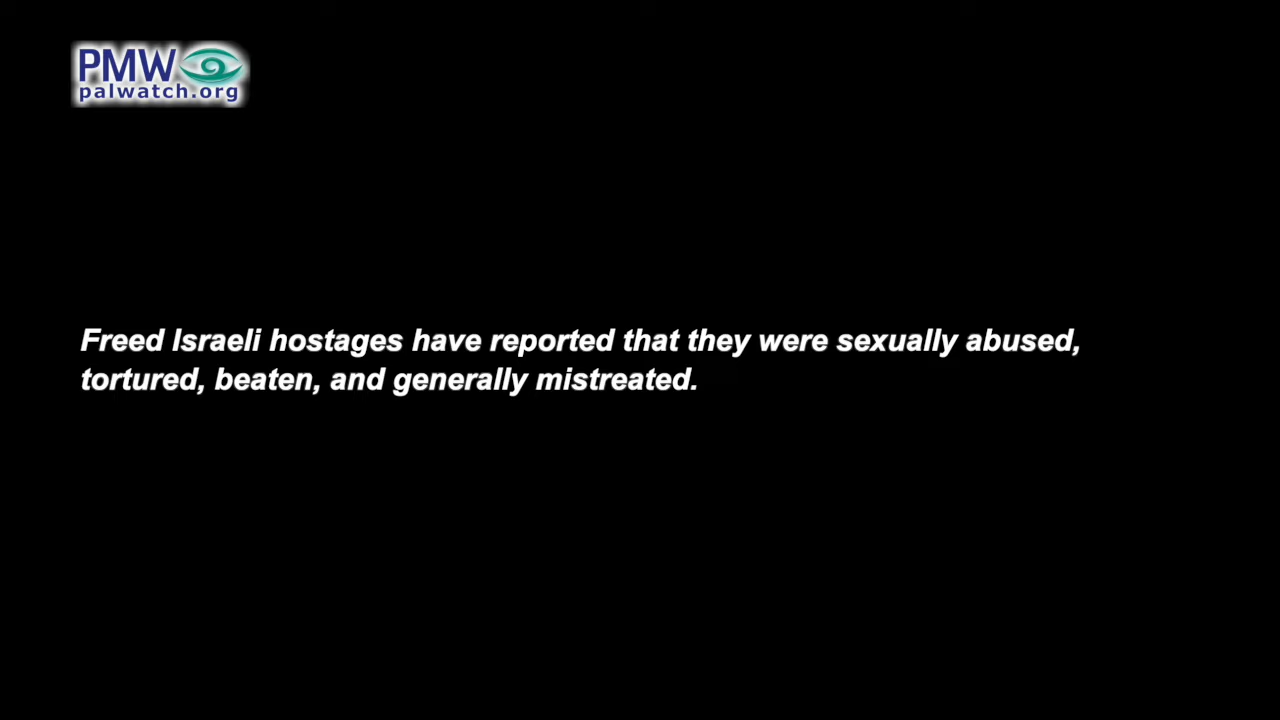 PMW
palwatch.org
Freed Israeli hostages have reported that they were sexually abused,
tortured, beaten, and generally mistreated.